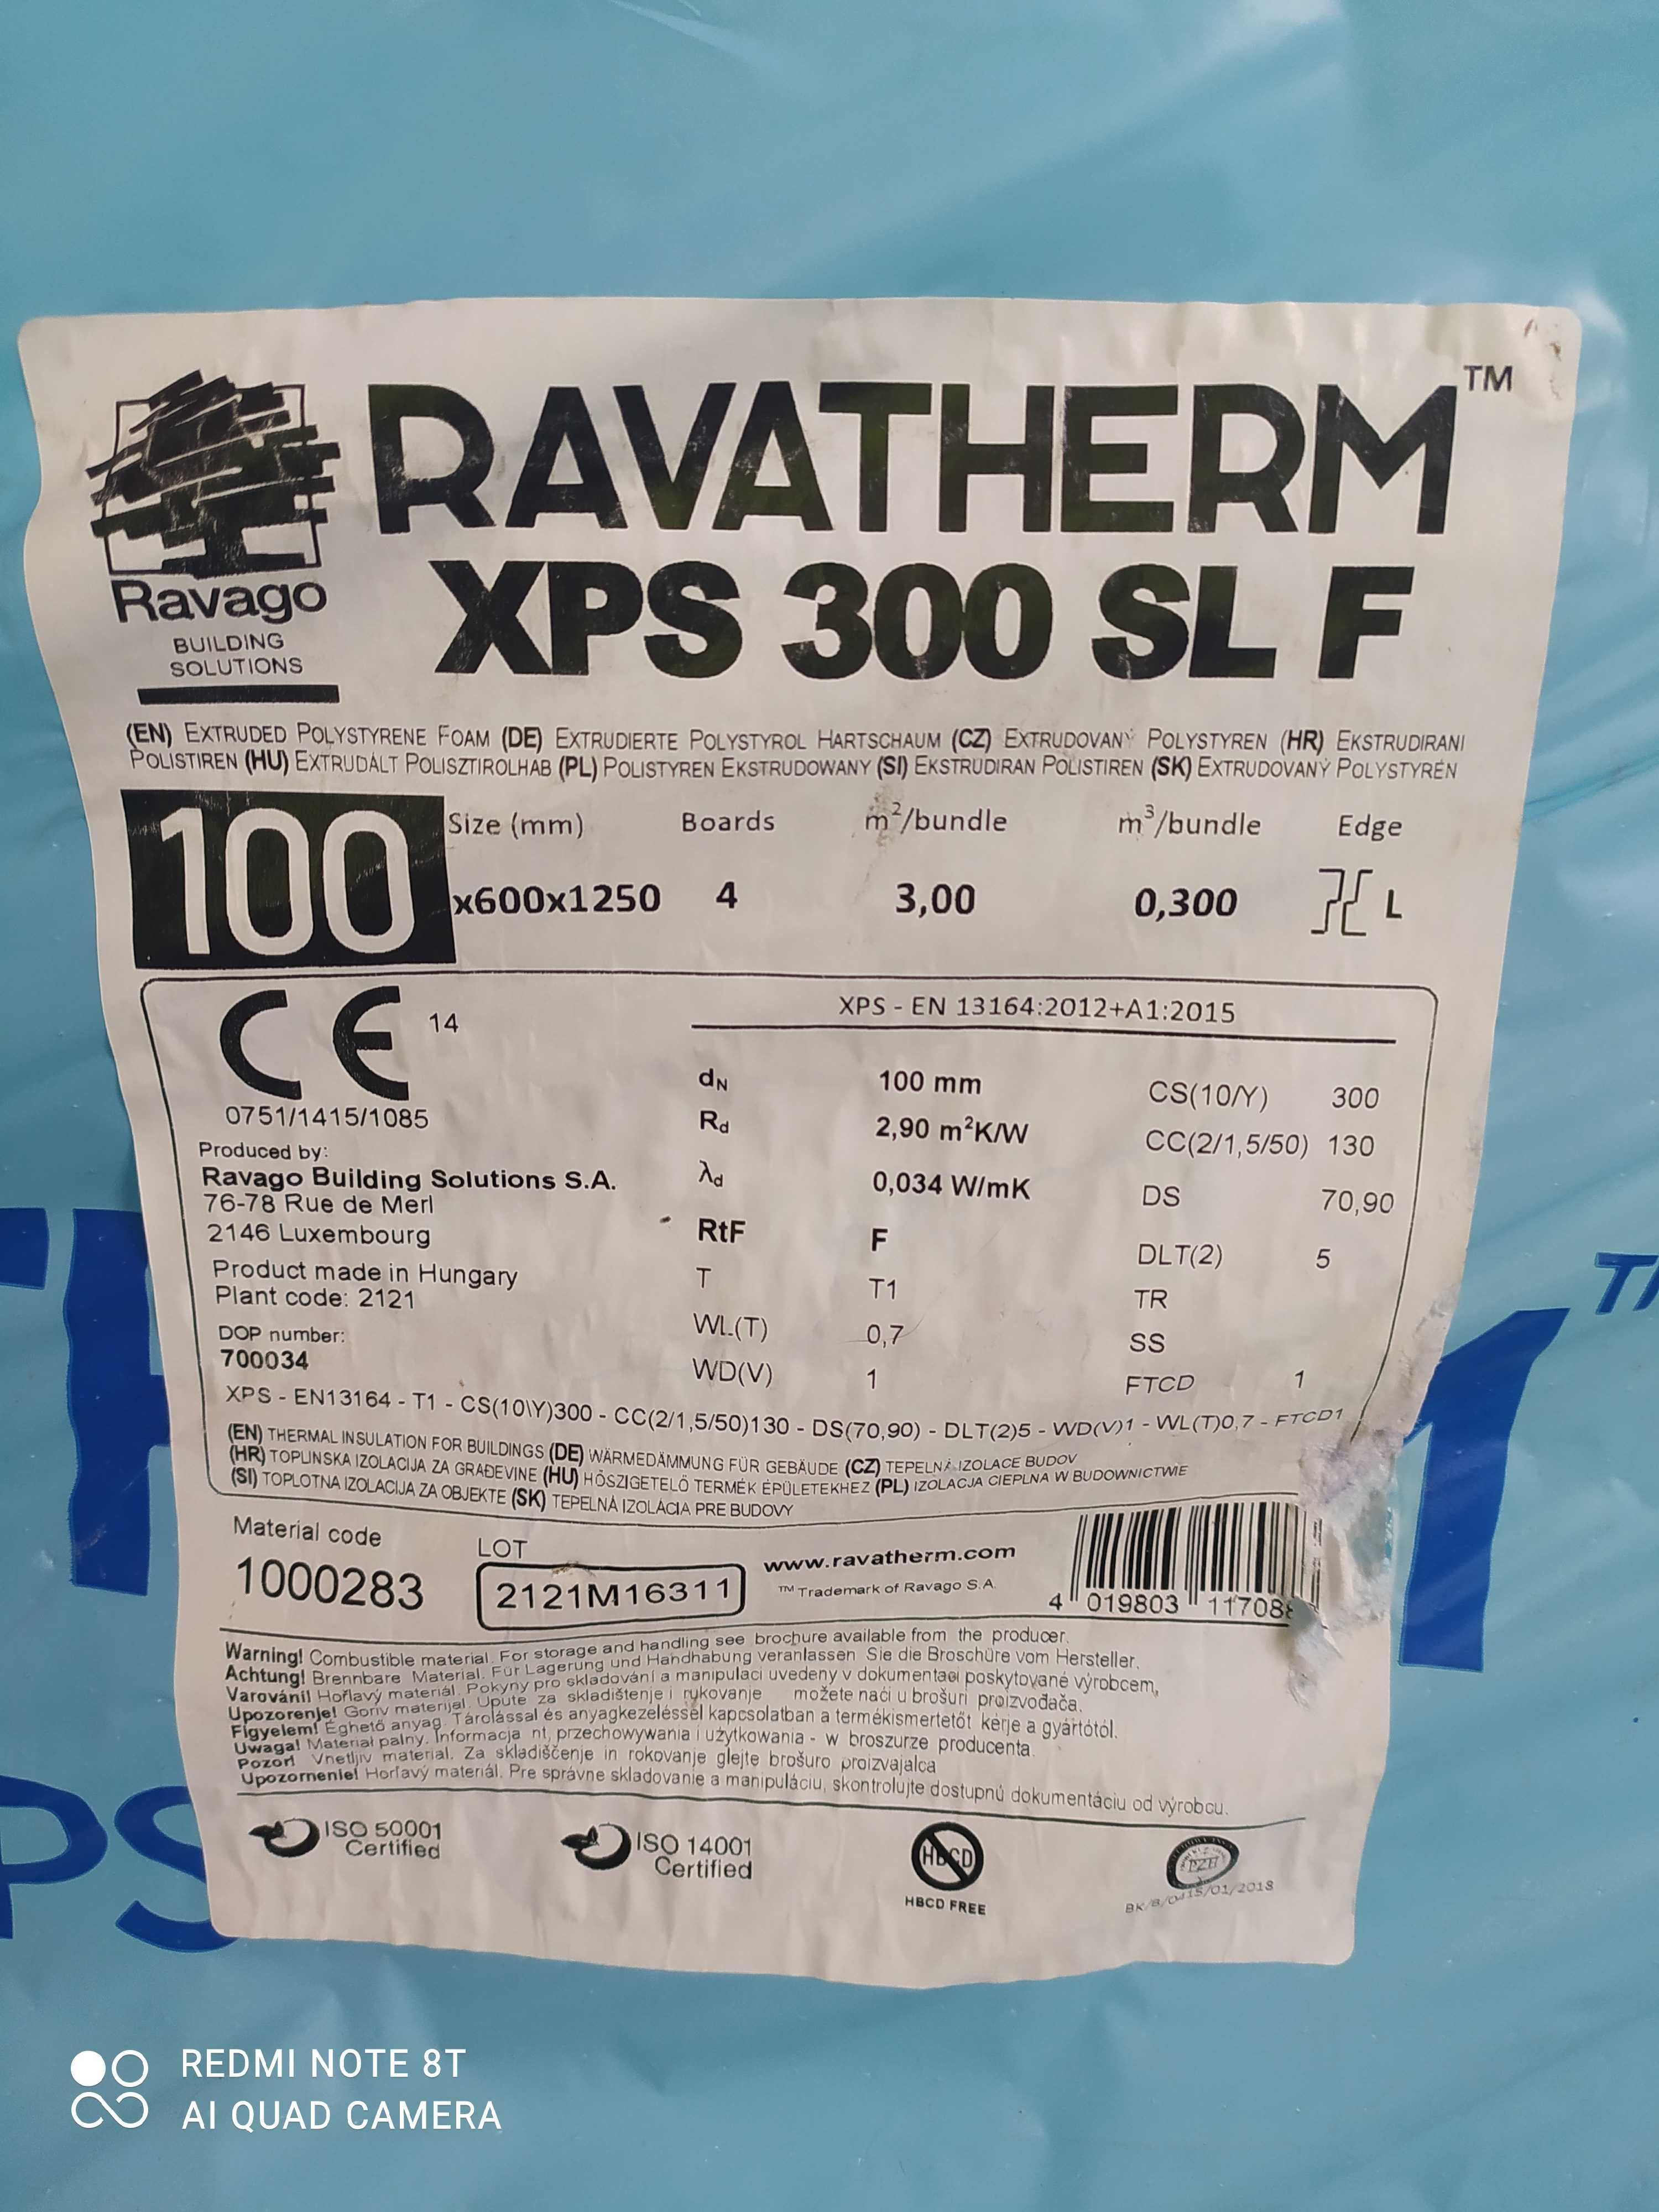 RAVATHERM™
XPS 300 SL F
Ravago
BUILDING
SOLUTIONS
(EN) EXTRUDED POLYSTYRENE FOAM (DE) EXTRUDIERTE POLYSTYROL HARTSCHAUM (CZ) EXTRUDOVANÝ POLYSTYREN (HR) EKSTRUDIRANI
POLISTIREN (HU) EXTRUDÁLT POLISZTIROLHAB (PL) POLISTYREN EKSTRUDOWANY (SI) EKSTRUDIRAN POLISTIREN (SK) EXTRUDOVANÝ POLYSTYRÉN
Size (mm) Boards m²/bundle m³/bundle Edge
100 x600x1250 4 3,00 0,300 L
CE 14
0751/1415/1085
Produced by:
Ravago Building Solutions S.A.
76-78 Rue de Merl
2146 Luxembourg
Product made in Hungary
Plant code: 2121
DOP number:
700034
XPS - EN 13164:2012+A1:2015
dN 100 mm CS(10/Y) 300
Rd 2,90 m²K/W CC(2/1,5/50) 130
λd 0,034 W/mK DS 70,90
RtF F DLT(2) 5
T T1 TR
WL(T) 0,7 SS
WD(V) 1 FTCD 1
XPS - EN13164 - T1 - CS(10\Y)300 - CC(2/1,5/50)130 - DS(70,90) - DLT(2)5 - WD(V)1 - WL(T)0,7 - FTCD1
(EN) THERMAL INSULATION FOR BUILDINGS (DE) WÄRMEDÄMMUNG FÜR GEBÄUDE (CZ) TEPELNÁ IZOLACE BUDOV
(HR) TOPLINSKA IZOLACIJA ZA GRAĐEVINE (HU) HŐSZIGETELŐ TERMÉK ÉPÜLETEKHEZ (PL) IZOLACJA CIEPLNA W BUDOWNICTWIE
(SI) TOPLOTNA IZOLACIJA ZA OBJEKTE (SK) TEPELNÁ IZOLÁCIA PRE BUDOVY
Material code
1000283
LOT
2121M16311
www.ravatherm.com
™ Trademark of Ravago S.A.
4 019803 11708
Warning! Combustible material. For storage and handling see brochure available from the producer.
Achtung! Brennbare Material. Für Lagerung und Handhabung veranlassen Sie die Broschüre vom Hersteller.
Varování! Hořlavý materiál. Pokyny pro skladování a manipulaci uvedeny v poskytované výrobcem,
Upozorenje! Goriv materijal. Upute za skladištenje i rukovanje možete naći u brošuri proizvođača.
Figyelem! Éghető anyag. Tárolással és anyagkezeléssel kapcsolatban a termékismertetőt kérje a gyártótól.
Uwaga! Materiał palny. Informacja nt, przechowywania i użytkowania - w broszurze producenta.
Pozor! Vnetljiv material. Za skladiščenje in rokovanje glejte brošuro proizvajalca
Upozornenie! Horľavý materiál. Pre správne skladovanie a manipuláciu, skontrolujte dostupnú dokumentáciu od výrobcu.
ISO 50001
Certified
ISO 14001
Certified
HBCD
HBCD FREE
PZH
/01/2018
PS
REDMI NOTE 8T
AI QUAD CAMERA